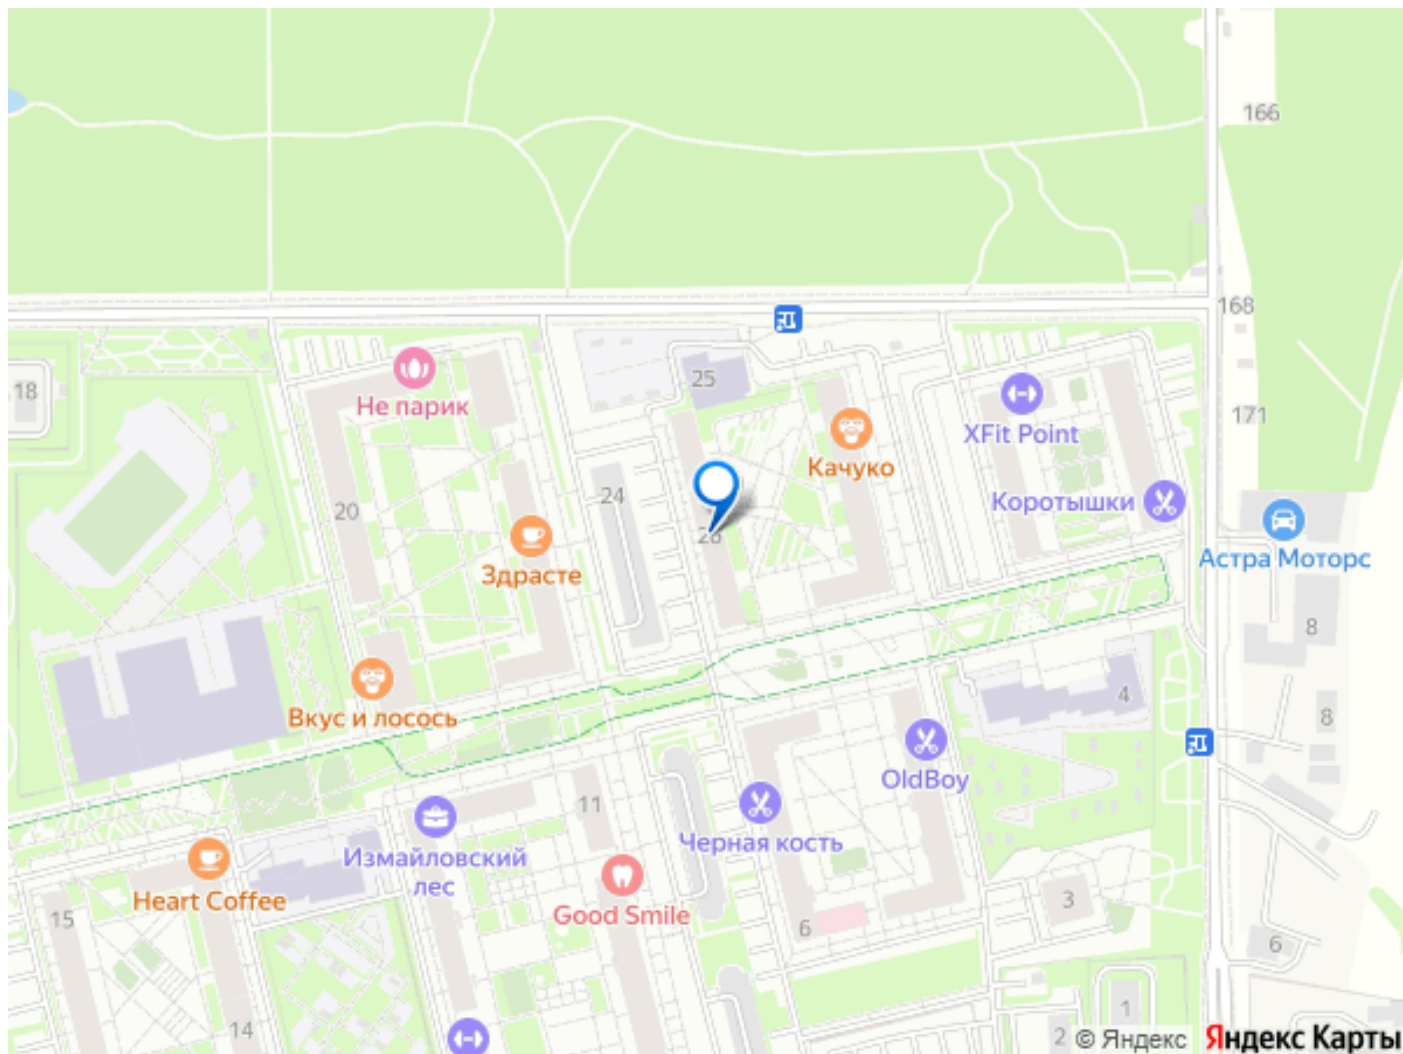 166
168
25
Не парик
18
171
XFit Point
Качуко
24
Коротышки
20
Астра Моторс
Здрасте
8
4
Вкус и лосось
8
OldBoy
11
Черная кость
Измайловский
лес
Heart Coffee
Good Smile
3
15
6
6
1
14
2
© Яндекс
Яндекс Карты